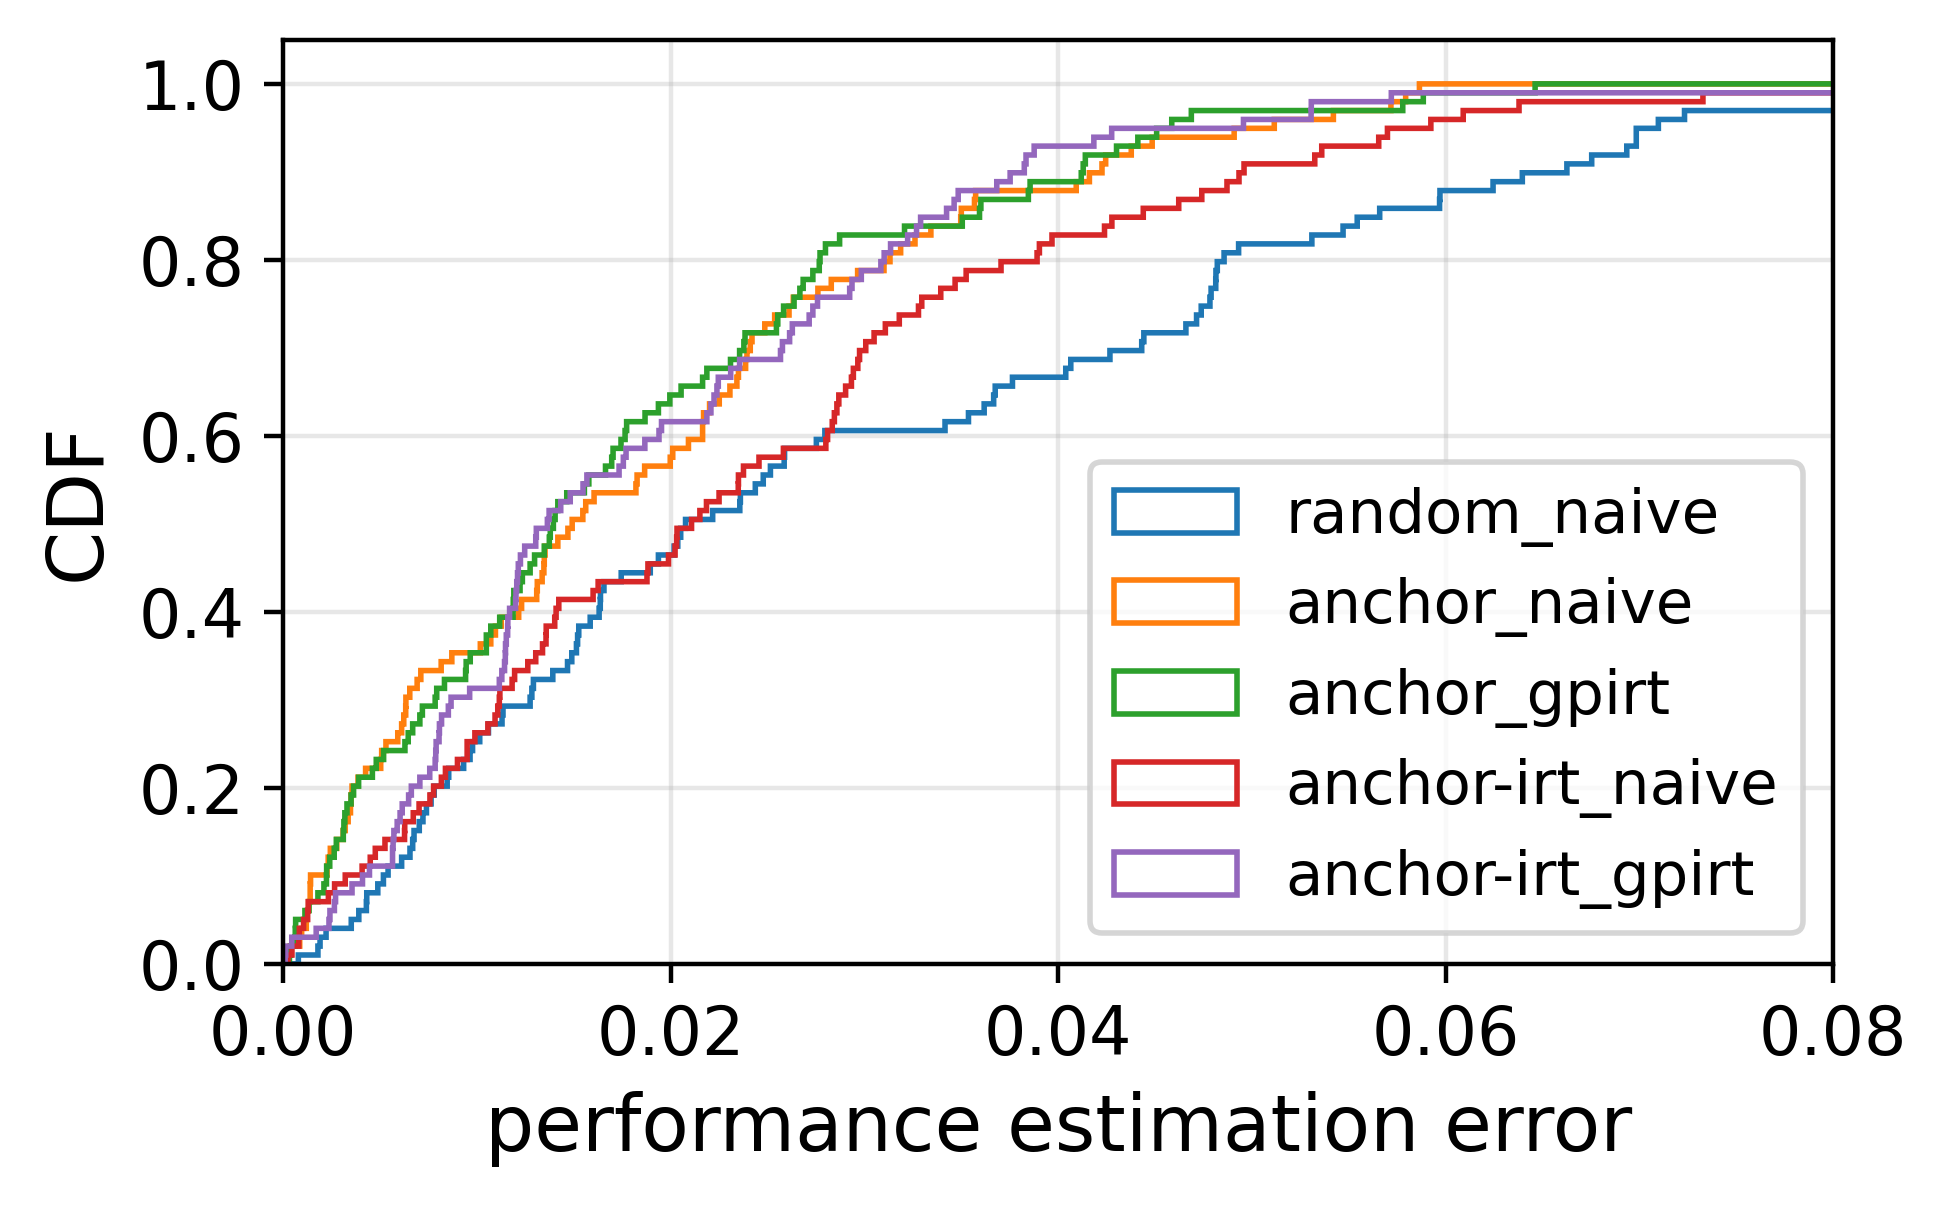 1.0
0.8
0.6
0.4
0.2
0.0
CDF
random_naive
anchor_naive
anchor_gpirt
anchor-irt_naive
anchor-irt_gpirt
0.00 0.02 0.04 0.06 0.08
performance estimation error